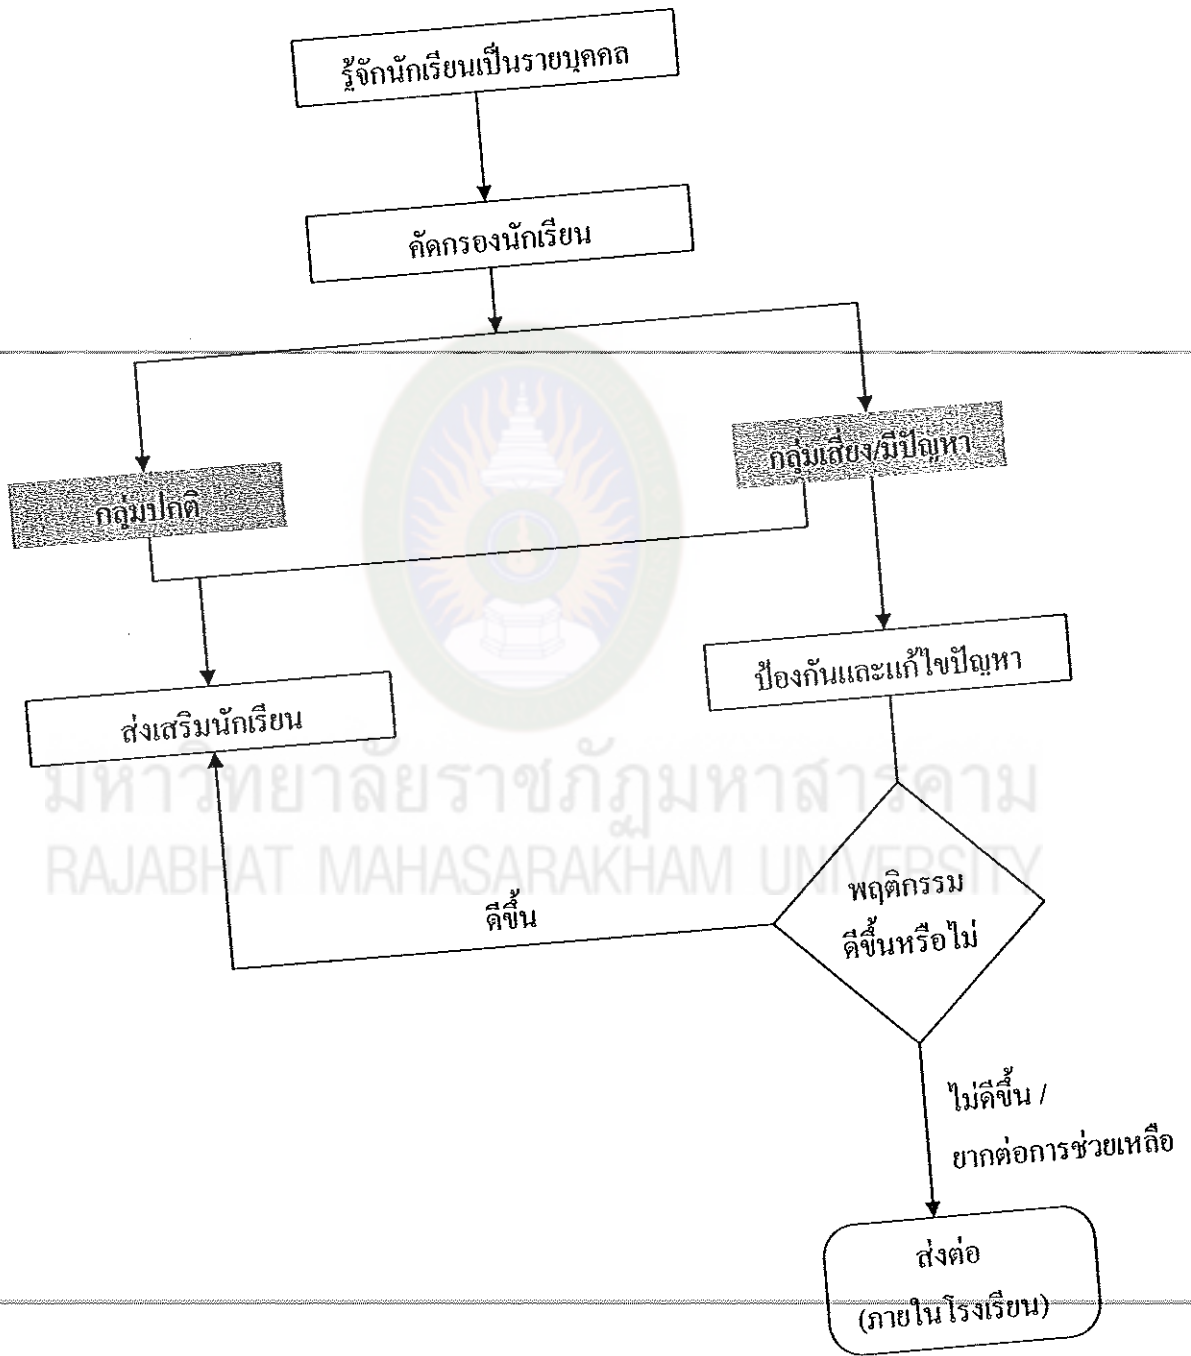 รู้จักนักเรียนเป็นรายบุคคล
คัดกรองนักเรียน
กลุ่มปกติ
กลุ่มเสี่ยง/มีปัญหา
ส่งเสริมนักเรียน
ป้องกันและแก้ไขปัญหา
มหาวิทยาลัยราชภัฏมหาสารคาม
RAJABHAT MAHASARAKHAM UNIVERSITY
พฤติกรรม
ดีขึ้นหรือไม่
ดีขึ้น
ไม่ดีขึ้น /
ยากต่อการช่วยเหลือ
ส่งต่อ
(ภายในโรงเรียน)